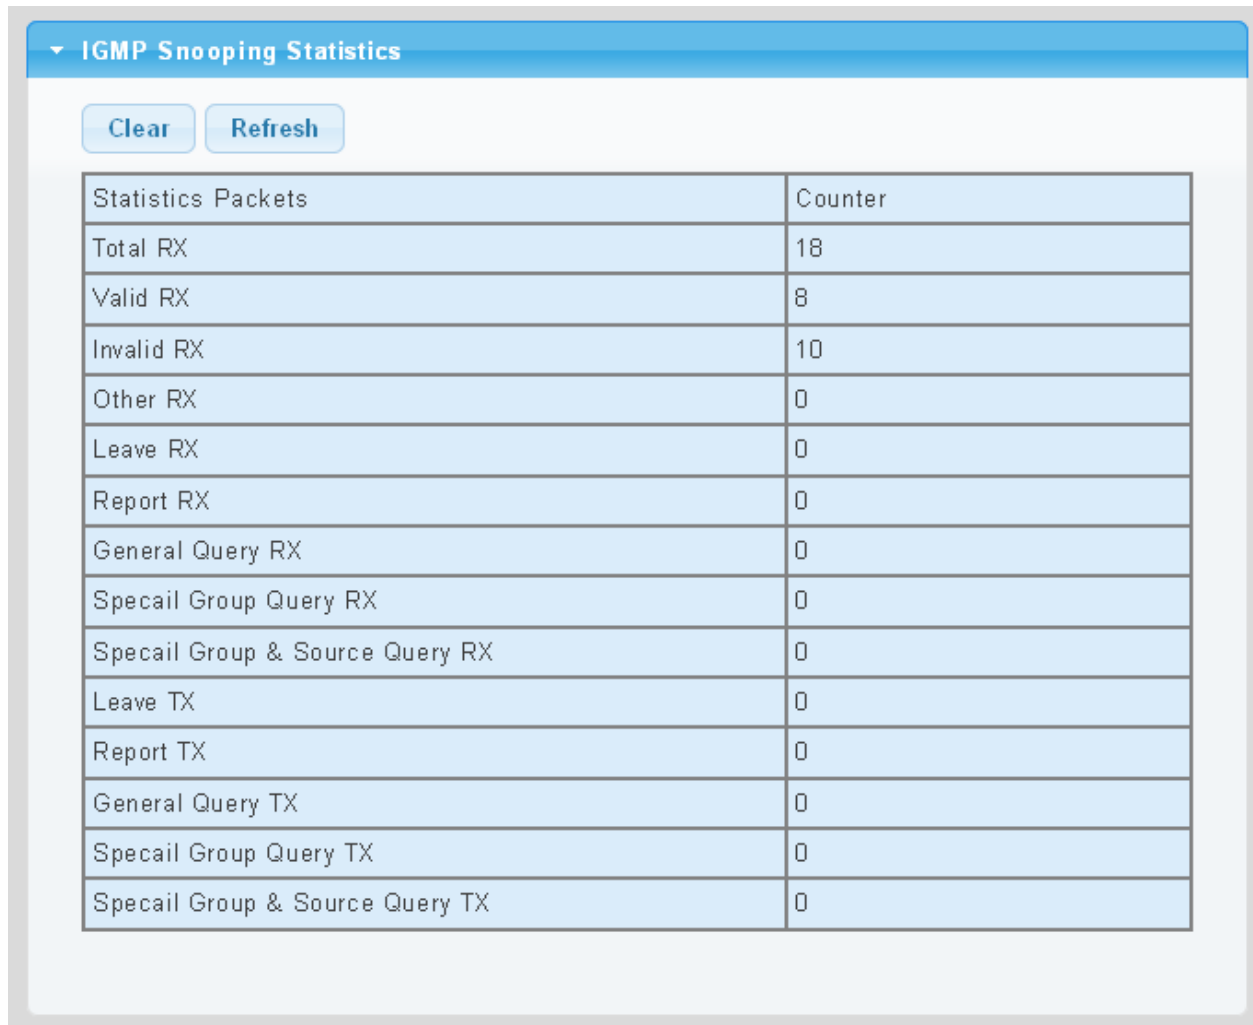 IGMP Snooping Statistics
Clear Refresh
Statistics Packets Counter
Total RX 18
Valid RX 8
Invalid RX 10
Other RX 0
Leave RX 0
Report RX 0
General Query RX 0
Specail Group Query RX 0
Specail Group & Source Query RX 0
Leave TX 0
Report TX 0
General Query TX 0
Specail Group Query TX 0
Specail Group & Source Query TX 0